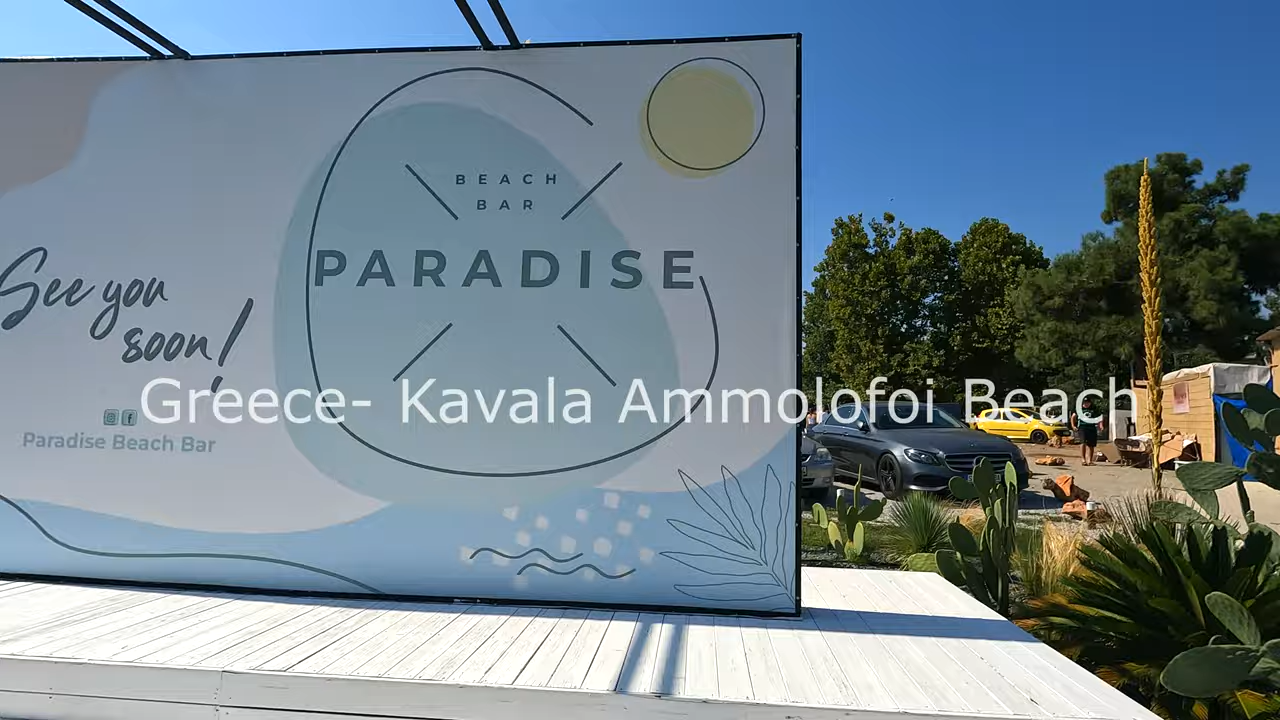 BEACH
BAR
PARADISE
See you
soon!
Paradise Beach Bar
Greece- Kavala Ammolofoi Beach